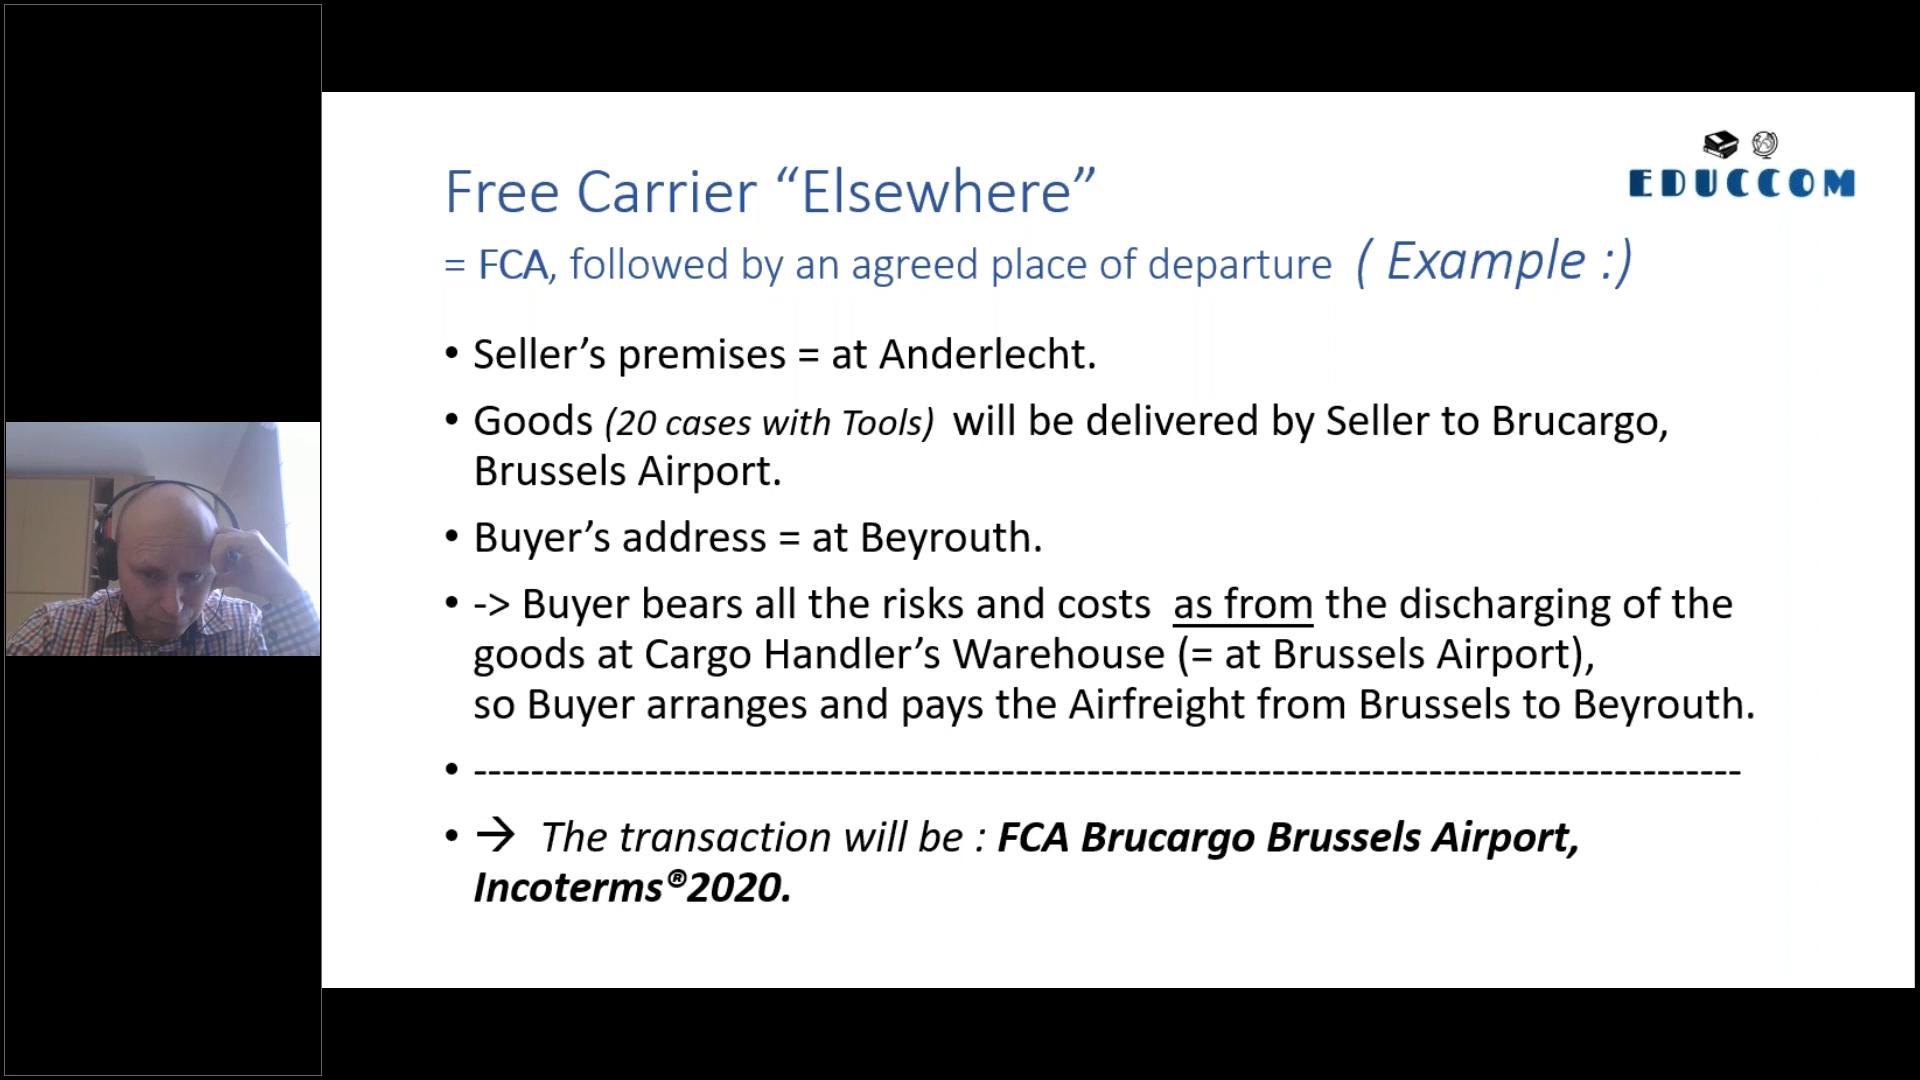 EDUCCOM
Free Carrier “Elsewhere”
= FCA, followed by an agreed place of departure ( Example :)
• Seller’s premises = at Anderlecht.
• Goods (20 cases with Tools) will be delivered by Seller to Brucargo,
Brussels Airport.
• Buyer’s address = at Beyrouth.
• -> Buyer bears all the risks and costs as from the discharging of the
goods at Cargo Handler’s Warehouse (= at Brussels Airport),
so Buyer arranges and pays the Airfreight from Brussels to Beyrouth.
• -----------------------------------------------------------------------------------------
• → The transaction will be : FCA Brucargo Brussels Airport,
Incoterms®2020.